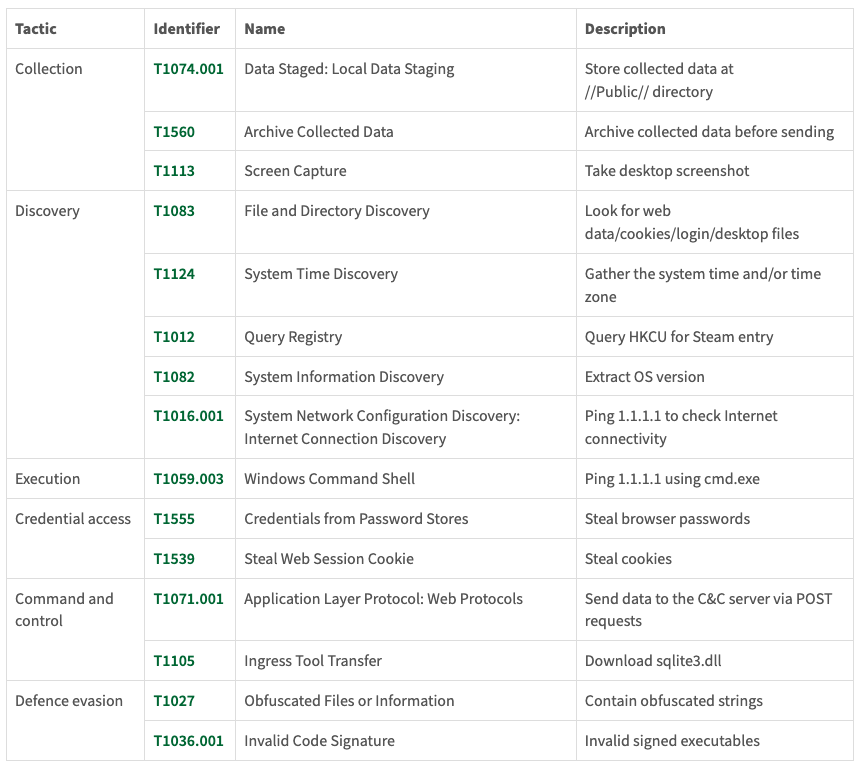 Tactic Identifier Name Description
Collection T1074.001 Data Staged: Local Data Staging Store collected data at
//Public// directory
T1560 Archive Collected Data Archive collected data before sending
T1113 Screen Capture Take desktop screenshot
Discovery T1083 File and Directory Discovery Look for web
data/cookies/login/desktop files
T1124 System Time Discovery Gather the system time and/or time
zone
T1012 Query Registry Query HKCU for Steam entry
T1082 System Information Discovery Extract OS version
T1016.001 System Network Configuration Discovery: Ping 1.1.1.1 to check Internet
Internet Connection Discovery connectivity
Execution T1059.003 Windows Command Shell Ping 1.1.1.1 using cmd.exe
Credential access T1555 Credentials from Password Stores Steal browser passwords
T1539 Steal Web Session Cookie Steal cookies
Command and T1071.001 Application Layer Protocol: Web Protocols Send data to the C&C server via POST
control requests
T1105 Ingress Tool Transfer Download sqlite3.dll
Defence evasion T1027 Obfuscated Files or Information Contain obfuscated strings
T1036.001 Invalid Code Signature Invalid signed executables